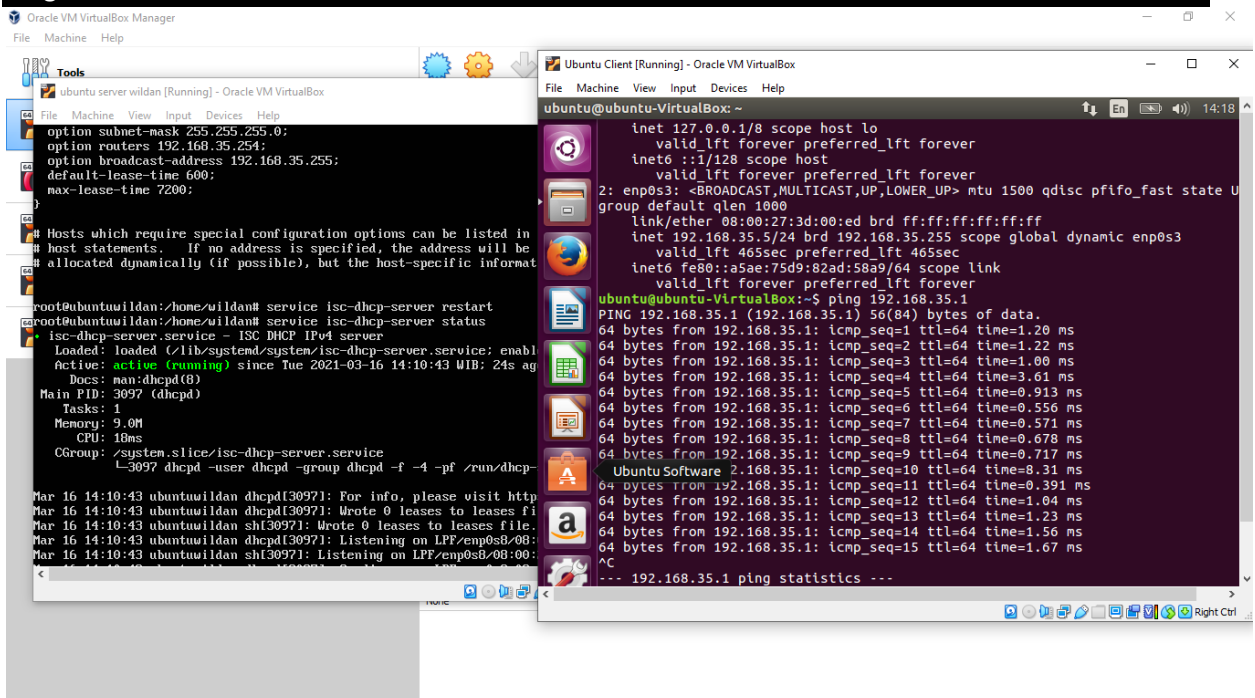 Oracle VM VirtualBox Manager
File Machine Help
Tools
ubuntu server wildan [Running] - Oracle VM VirtualBox
File Machine View Input Devices Help
option subnet-mask 255.255.255.0;
option routers 192.168.35.254;
option broadcast-address 192.168.35.255;
default-lease-time 600;
max-lease-time 7200;
}
# Hosts which require special configuration options can be listed in
# host statements. If no address is specified, the address will be
# allocated dynamically (if possible), but the host-specific informat
root@ubuntuwildan:/home/wildan# service isc-dhcp-server restart
root@ubuntuwildan:/home/wildan# service isc-dhcp-server status
● isc-dhcp-server.service - ISC DHCP IPv4 server
Loaded: loaded (/lib/systemd/system/isc-dhcp-server.service; enabl
Active: active (running) since Tue 2021-03-16 14:10:43 WIB; 24s ag
Docs: man:dhcpd(8)
Main PID: 3097 (dhcpd)
Tasks: 1
Memory: 9.0M
CPU: 18ms
CGroup: /system.slice/isc-dhcp-server.service
└─3097 dhcpd -user dhcpd -group dhcpd -f -4 -pf /run/dhcp-
Mar 16 14:10:43 ubuntuwildan dhcpd[3097]: For info, please visit http
Mar 16 14:10:43 ubuntuwildan dhcpd[3097]: Wrote 0 leases to leases fi
Mar 16 14:10:43 ubuntuwildan sh[3097]: Wrote 0 leases to leases file.
Mar 16 14:10:43 ubuntuwildan dhcpd[3097]: Listening on LPF/enp0s8/08:
Mar 16 14:10:43 ubuntuwildan sh[3097]: Listening on LPF/enp0s8/08:00:
None
Ubuntu Client [Running] - Oracle VM VirtualBox
File Machine View Input Devices Help
ubuntu@ubuntu-VirtualBox: ~
En 14:18
inet 127.0.0.1/8 scope host lo
valid_lft forever preferred_lft forever
inet6 ::1/128 scope host
valid_lft forever preferred_lft forever
2: enp0s3: <BROADCAST,MULTICAST,UP,LOWER_UP> mtu 1500 qdisc pfifo_fast state U
group default qlen 1000
link/ether 08:00:27:3d:00:ed brd ff:ff:ff:ff:ff:ff
inet 192.168.35.5/24 brd 192.168.35.255 scope global dynamic enp0s3
valid_lft 465sec preferred_lft 465sec
inet6 fe80::a5ae:75d9:82ad:58a9/64 scope link
valid_lft forever preferred_lft forever
ubuntu@ubuntu-VirtualBox:~$ ping 192.168.35.1
PING 192.168.35.1 (192.168.35.1) 56(84) bytes of data.
64 bytes from 192.168.35.1: icmp_seq=1 ttl=64 time=1.20 ms
64 bytes from 192.168.35.1: icmp_seq=2 ttl=64 time=1.22 ms
64 bytes from 192.168.35.1: icmp_seq=3 ttl=64 time=1.00 ms
64 bytes from 192.168.35.1: icmp_seq=4 ttl=64 time=3.61 ms
64 bytes from 192.168.35.1: icmp_seq=5 ttl=64 time=0.913 ms
64 bytes from 192.168.35.1: icmp_seq=6 ttl=64 time=0.556 ms
64 bytes from 192.168.35.1: icmp_seq=7 ttl=64 time=0.571 ms
64 bytes from 192.168.35.1: icmp_seq=8 ttl=64 time=0.678 ms
64 bytes from 192.168.35.1: icmp_seq=9 ttl=64 time=0.717 ms
Ubuntu Software 2.168.35.1: icmp_seq=10 ttl=64 time=8.31 ms
64 bytes from 192.168.35.1: icmp_seq=11 ttl=64 time=0.391 ms
64 bytes from 192.168.35.1: icmp_seq=12 ttl=64 time=1.04 ms
64 bytes from 192.168.35.1: icmp_seq=13 ttl=64 time=1.23 ms
64 bytes from 192.168.35.1: icmp_seq=14 ttl=64 time=1.56 ms
64 bytes from 192.168.35.1: icmp_seq=15 ttl=64 time=1.67 ms
^C
--- 192.168.35.1 ping statistics ---
Right Ctrl